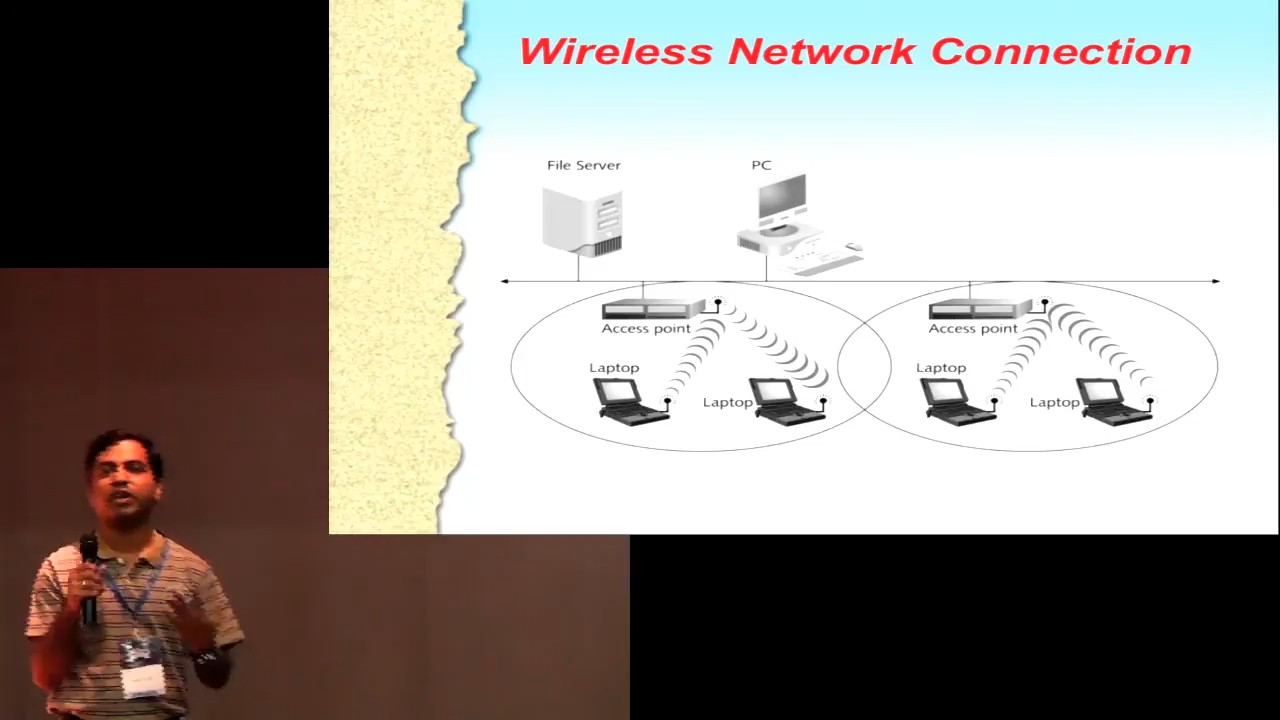 Wireless Network Connection
File Server
PC
Access point
Access point
Laptop
Laptop
Laptop
Laptop